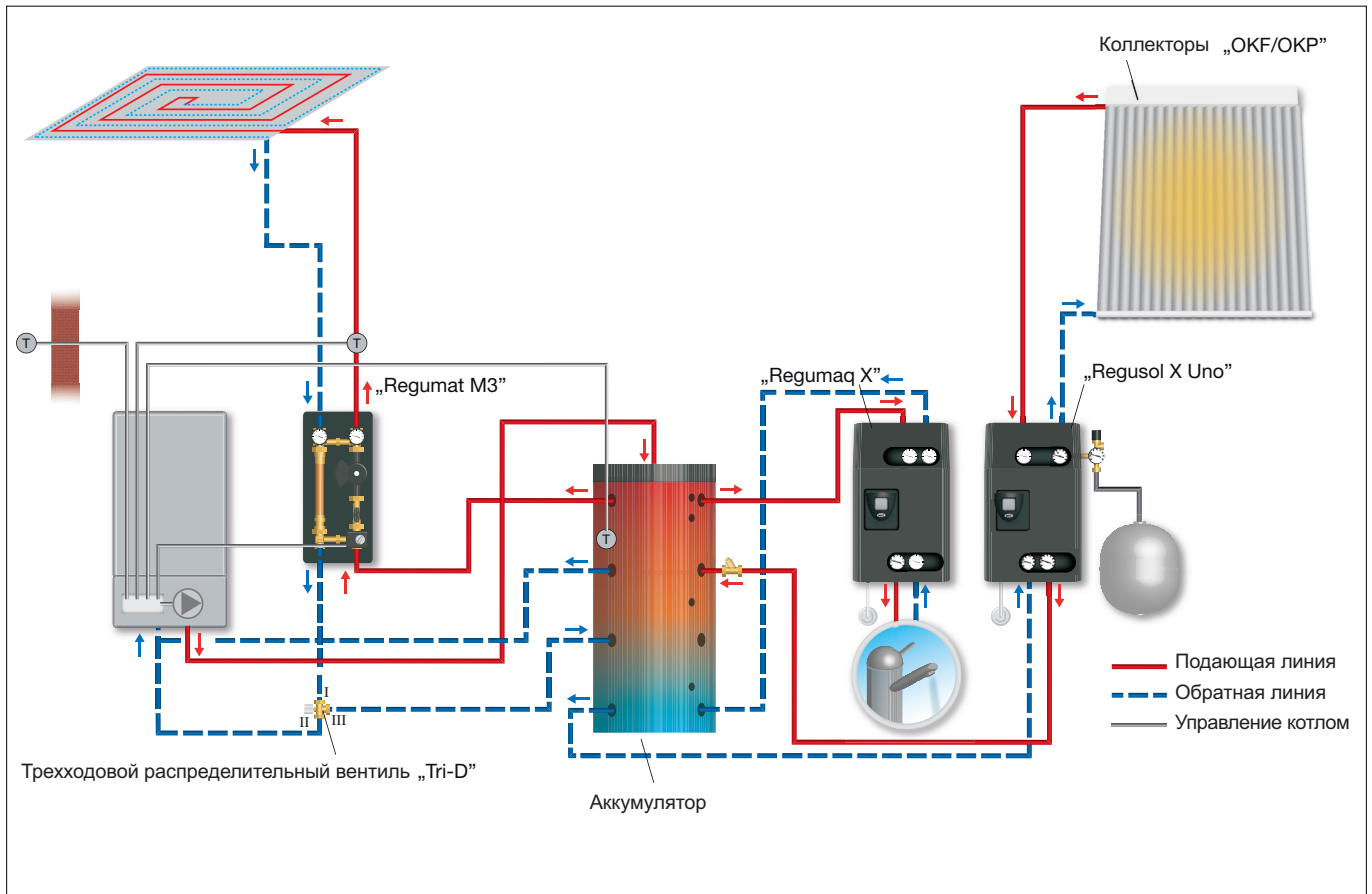 Коллекторы „OKF/OKP”
T
T
„Regumat M3”
„Regumaq X”
„Regusol X Uno”
T
I
II
III
Подающая линия
Обратная линия
Управление котлом
Трехходовой распределительный вентиль „Tri-D”
Аккумулятор